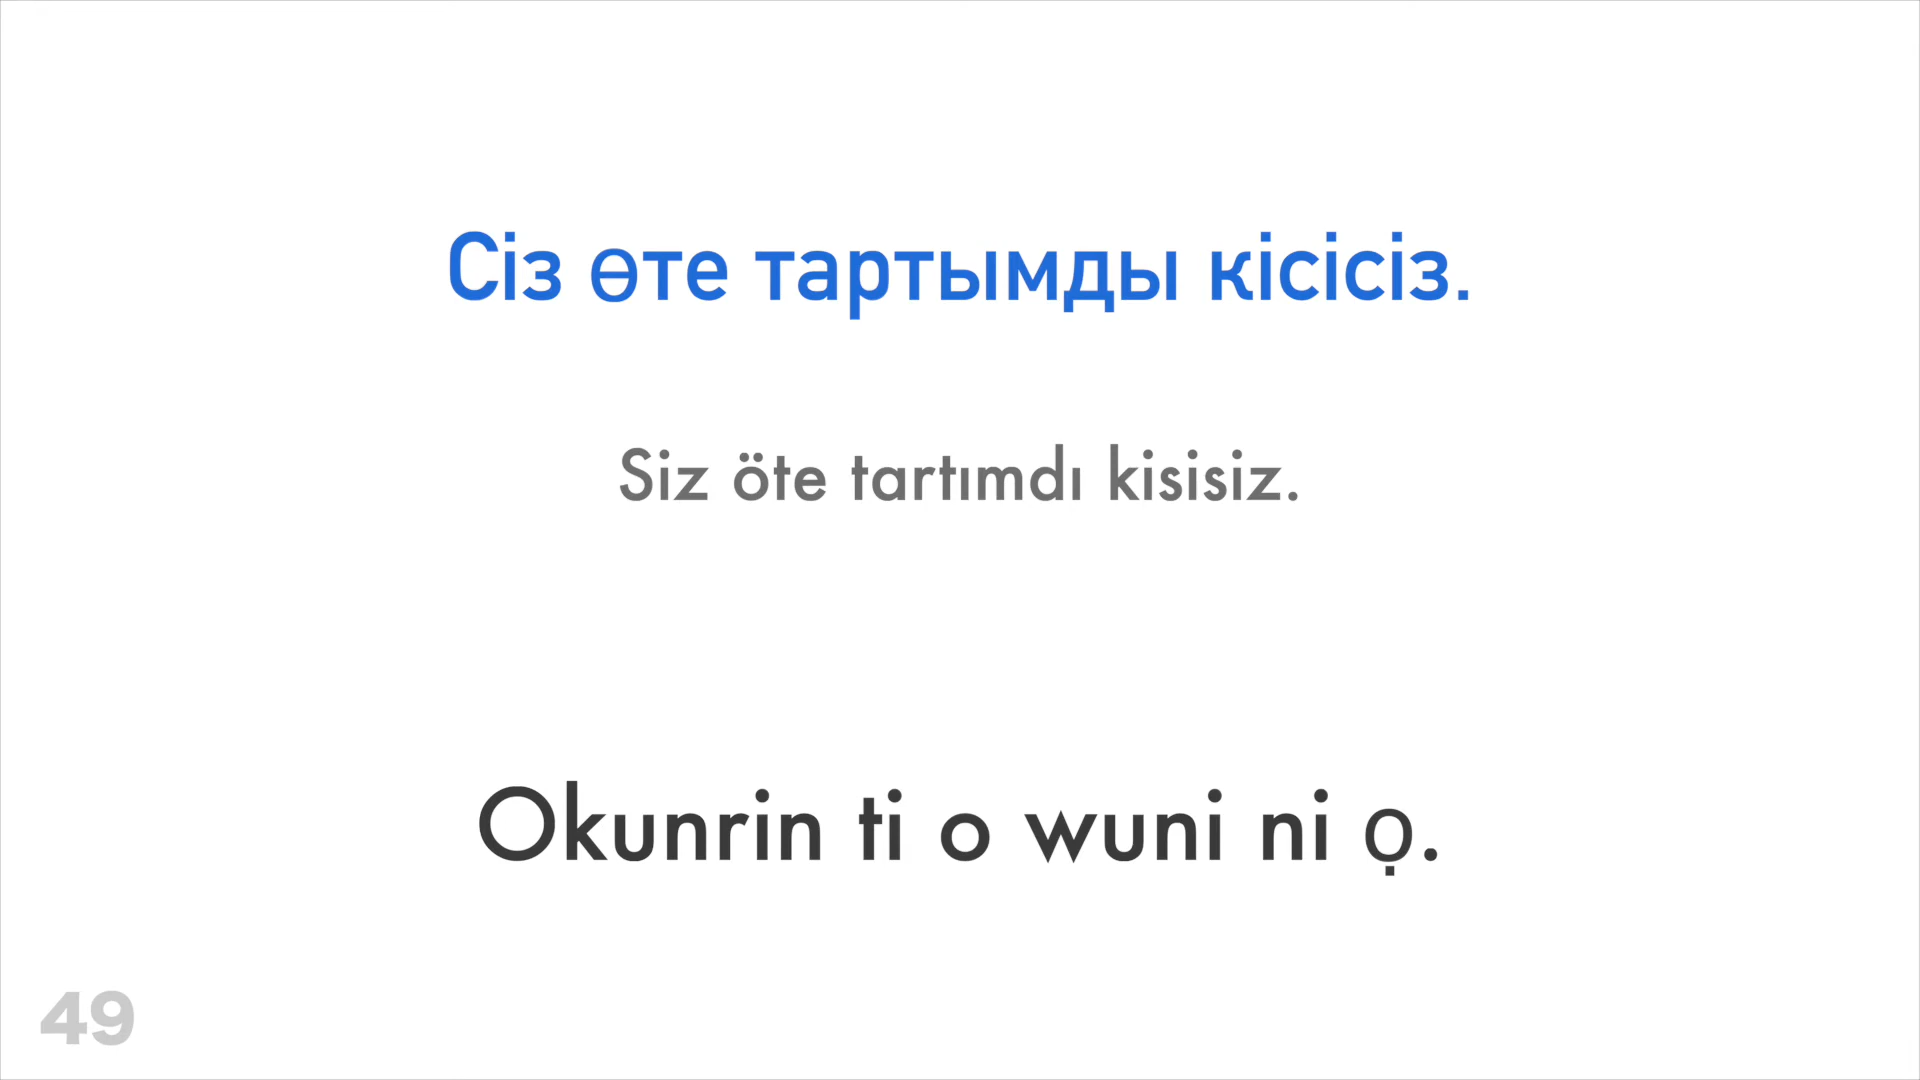 Сіз өте тартымды кісісіз.
Siz öte tartımdı kisisiz.
Okunrin ti o wuni ni ọ.
49